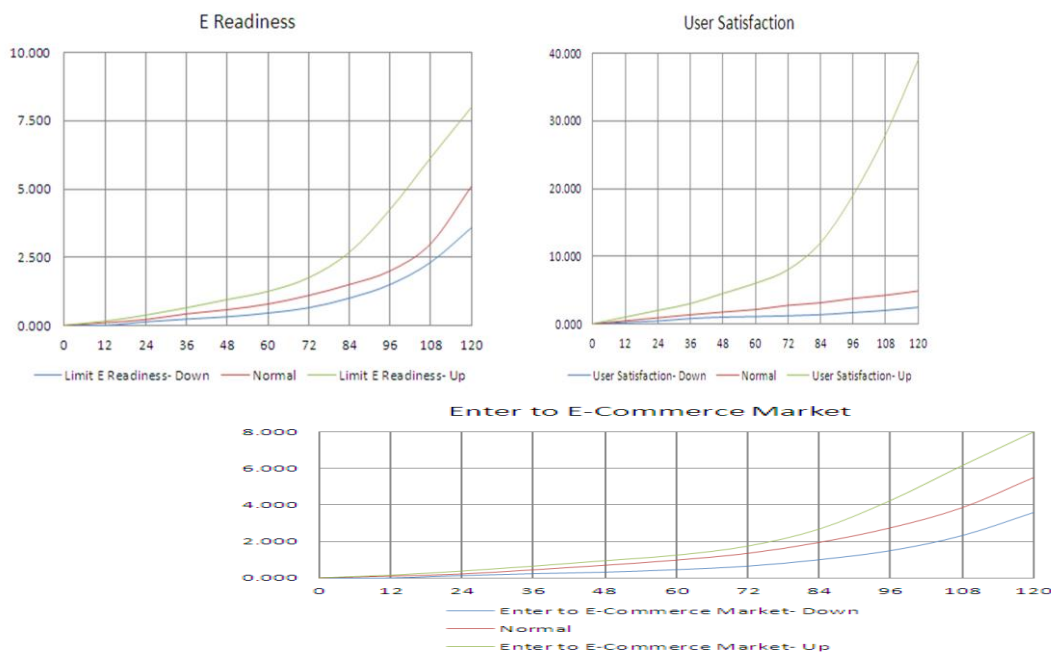 E Readiness
10.000
7.500
5.000
2.500
0.000
0 12 24 36 48 60 72 84 96 108 120
Limit E Readiness- Down Normal Limit E Readiness- Up
User Satisfaction
40.000
30.000
20.000
10.000
0.000
0 12 24 36 48 60 72 84 96 108 120
User Satisfaction- Down Normal User Satisfaction- Up
Enter to E-Commerce Market
8.000
6.000
4.000
2.000
0.000
0 12 24 36 48 60 72 84 96 108 120
Enter to E-Commerce Market- Down
Normal
Enter to E-Commerce Market- Up